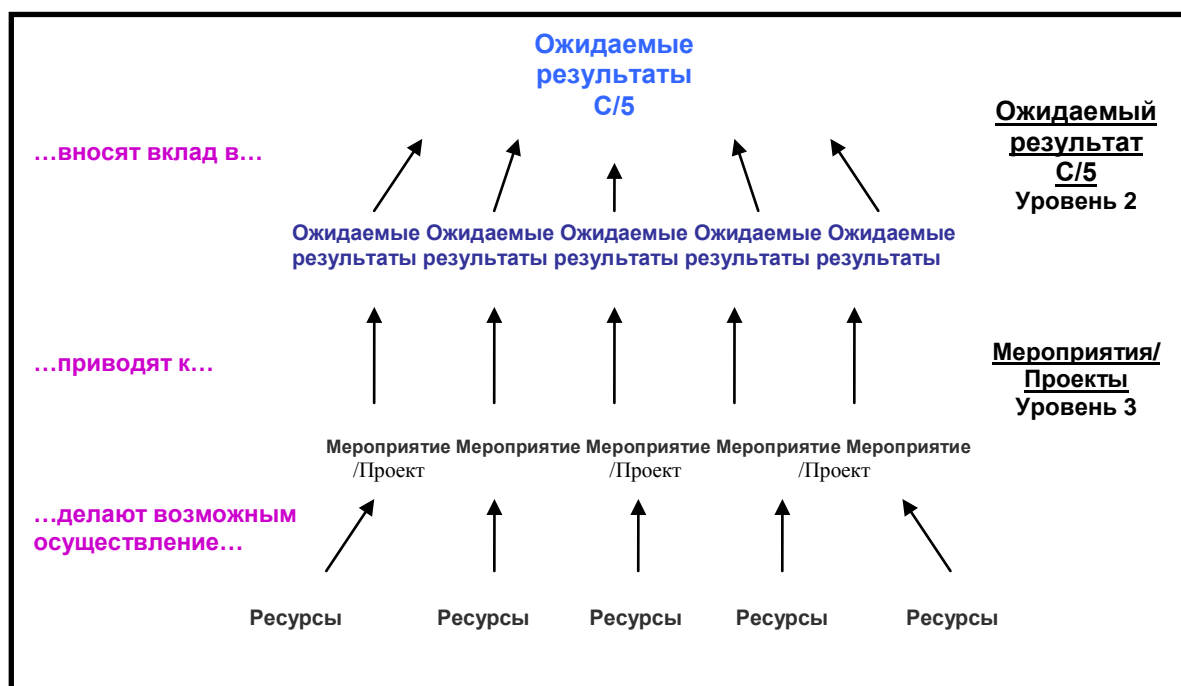 Ожидаемые
результаты
С/5
…вносят вклад в…
Ожидаемый
результат
С/5
Уровень 2
Ожидаемые Ожидаемые Ожидаемые Ожидаемые Ожидаемые
результаты результаты результаты результаты результаты
…приводят к…
Мероприятия/
Проекты
Уровень 3
Мероприятие Мероприятие Мероприятие Мероприятие Мероприятие
/Проект /Проект /Проект
…делают возможным
осуществление…
Ресурсы Ресурсы Ресурсы Ресурсы Ресурсы